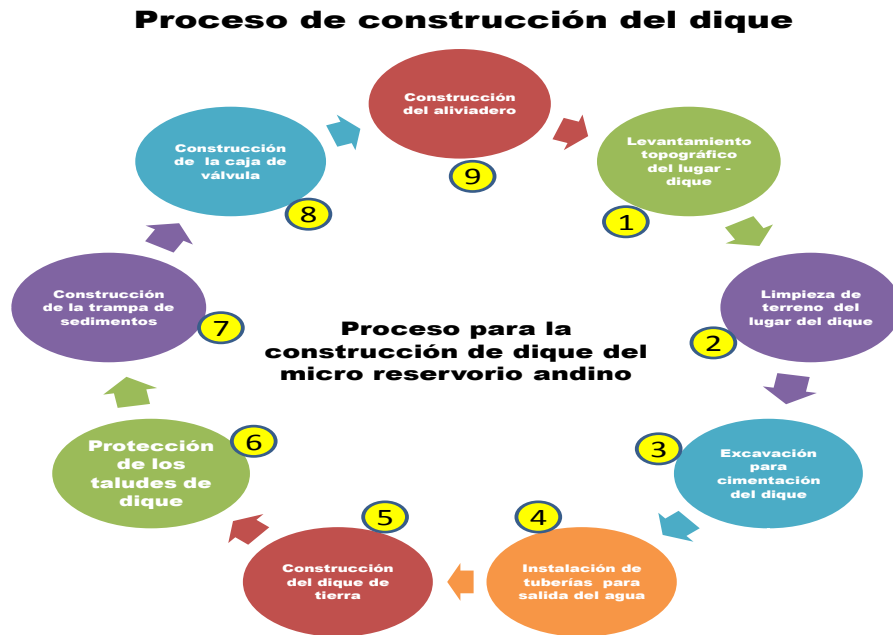 Proceso de construcción del dique
Construcción
del aliviadero
9
Levantamiento
topográfico
del lugar -
dique
1
Limpieza de
terreno del
lugar del dique
2
Excavación
para
cimentación
del dique
3
Instalación de
tuberías para
salida del agua
4
Construcción
del dique de
tierra
5
Protección
de los
taludes de
dique
6
Construcción
de la trampa de
sedimentos
7
Construcción
de la caja de
válvula
8
Proceso para la
construcción de dique del
micro reservorio andino